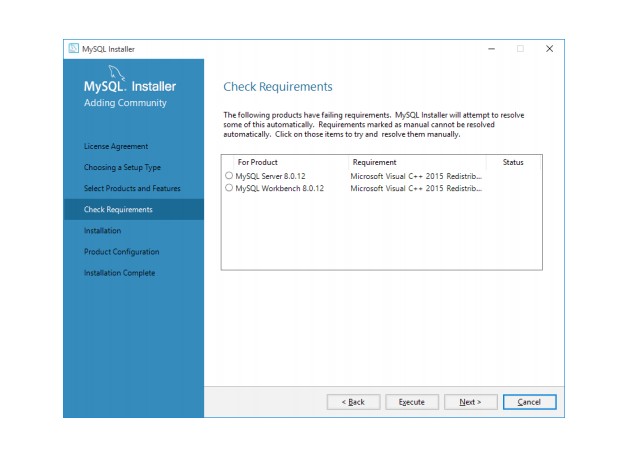 MySQL Installer
MySQL. Installer
Adding Community
License Agreement
Choosing a Setup Type
Select Products and Features
Check Requirements
Installation
Product Configuration
Installation Complete
Check Requirements
The following products have failing requirements. MySQL Installer will attempt to resolve
some of this automatically. Requirements marked as manual cannot be resolved
automatically. Click on those items to try and resolve them manually.
For Product Requirement Status
MySQL Server 8.0.12 Microsoft Visual C++ 2015 Redistrib...
MySQL Workbench 8.0.12 Microsoft Visual C++ 2015 Redistrib...
< Back Execute Next > Cancel